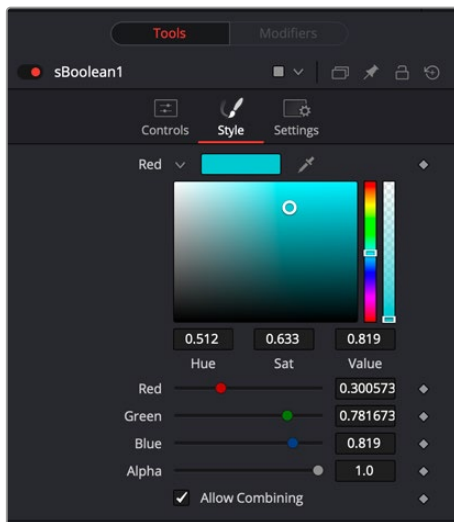 Tools Modifiers
sBoolean1
Controls Style Settings
Red
0.512 0.633 0.819
Hue Sat Value
Red 0.300573
Green 0.781673
Blue 0.819
Alpha 1.0
Allow Combining